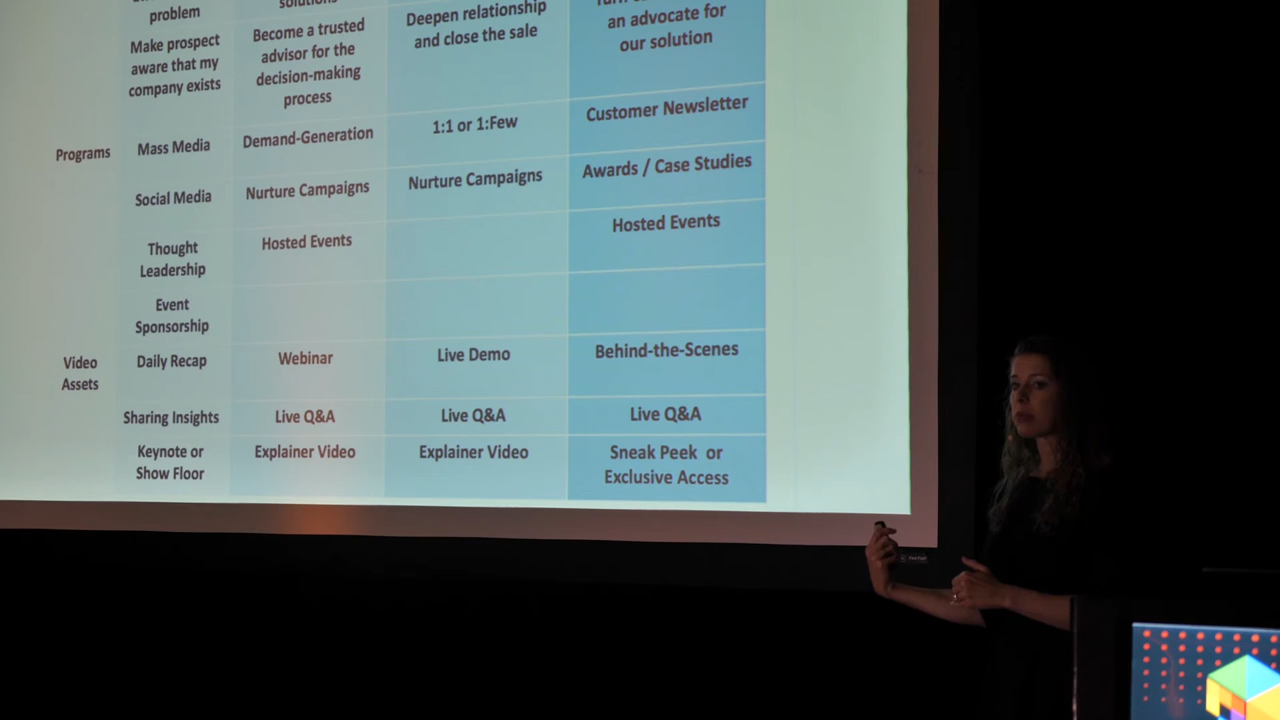 problem
Make prospect
aware that my
company exists
solutions
Become a trusted
advisor for the
decision-making
process
Deepen relationship
and close the sale
an advocate for
our solution
Programs
Mass Media
Demand-Generation
1:1 or 1:Few
Customer Newsletter
Social Media
Nurture Campaigns
Nurture Campaigns
Awards / Case Studies
Thought
Leadership
Hosted Events
Hosted Events
Event
Sponsorship
Video
Assets
Daily Recap
Webinar
Live Demo
Behind-the-Scenes
Sharing Insights
Live Q&A
Live Q&A
Live Q&A
Keynote or
Show Floor
Explainer Video
Explainer Video
Sneak Peek or
Exclusive Access